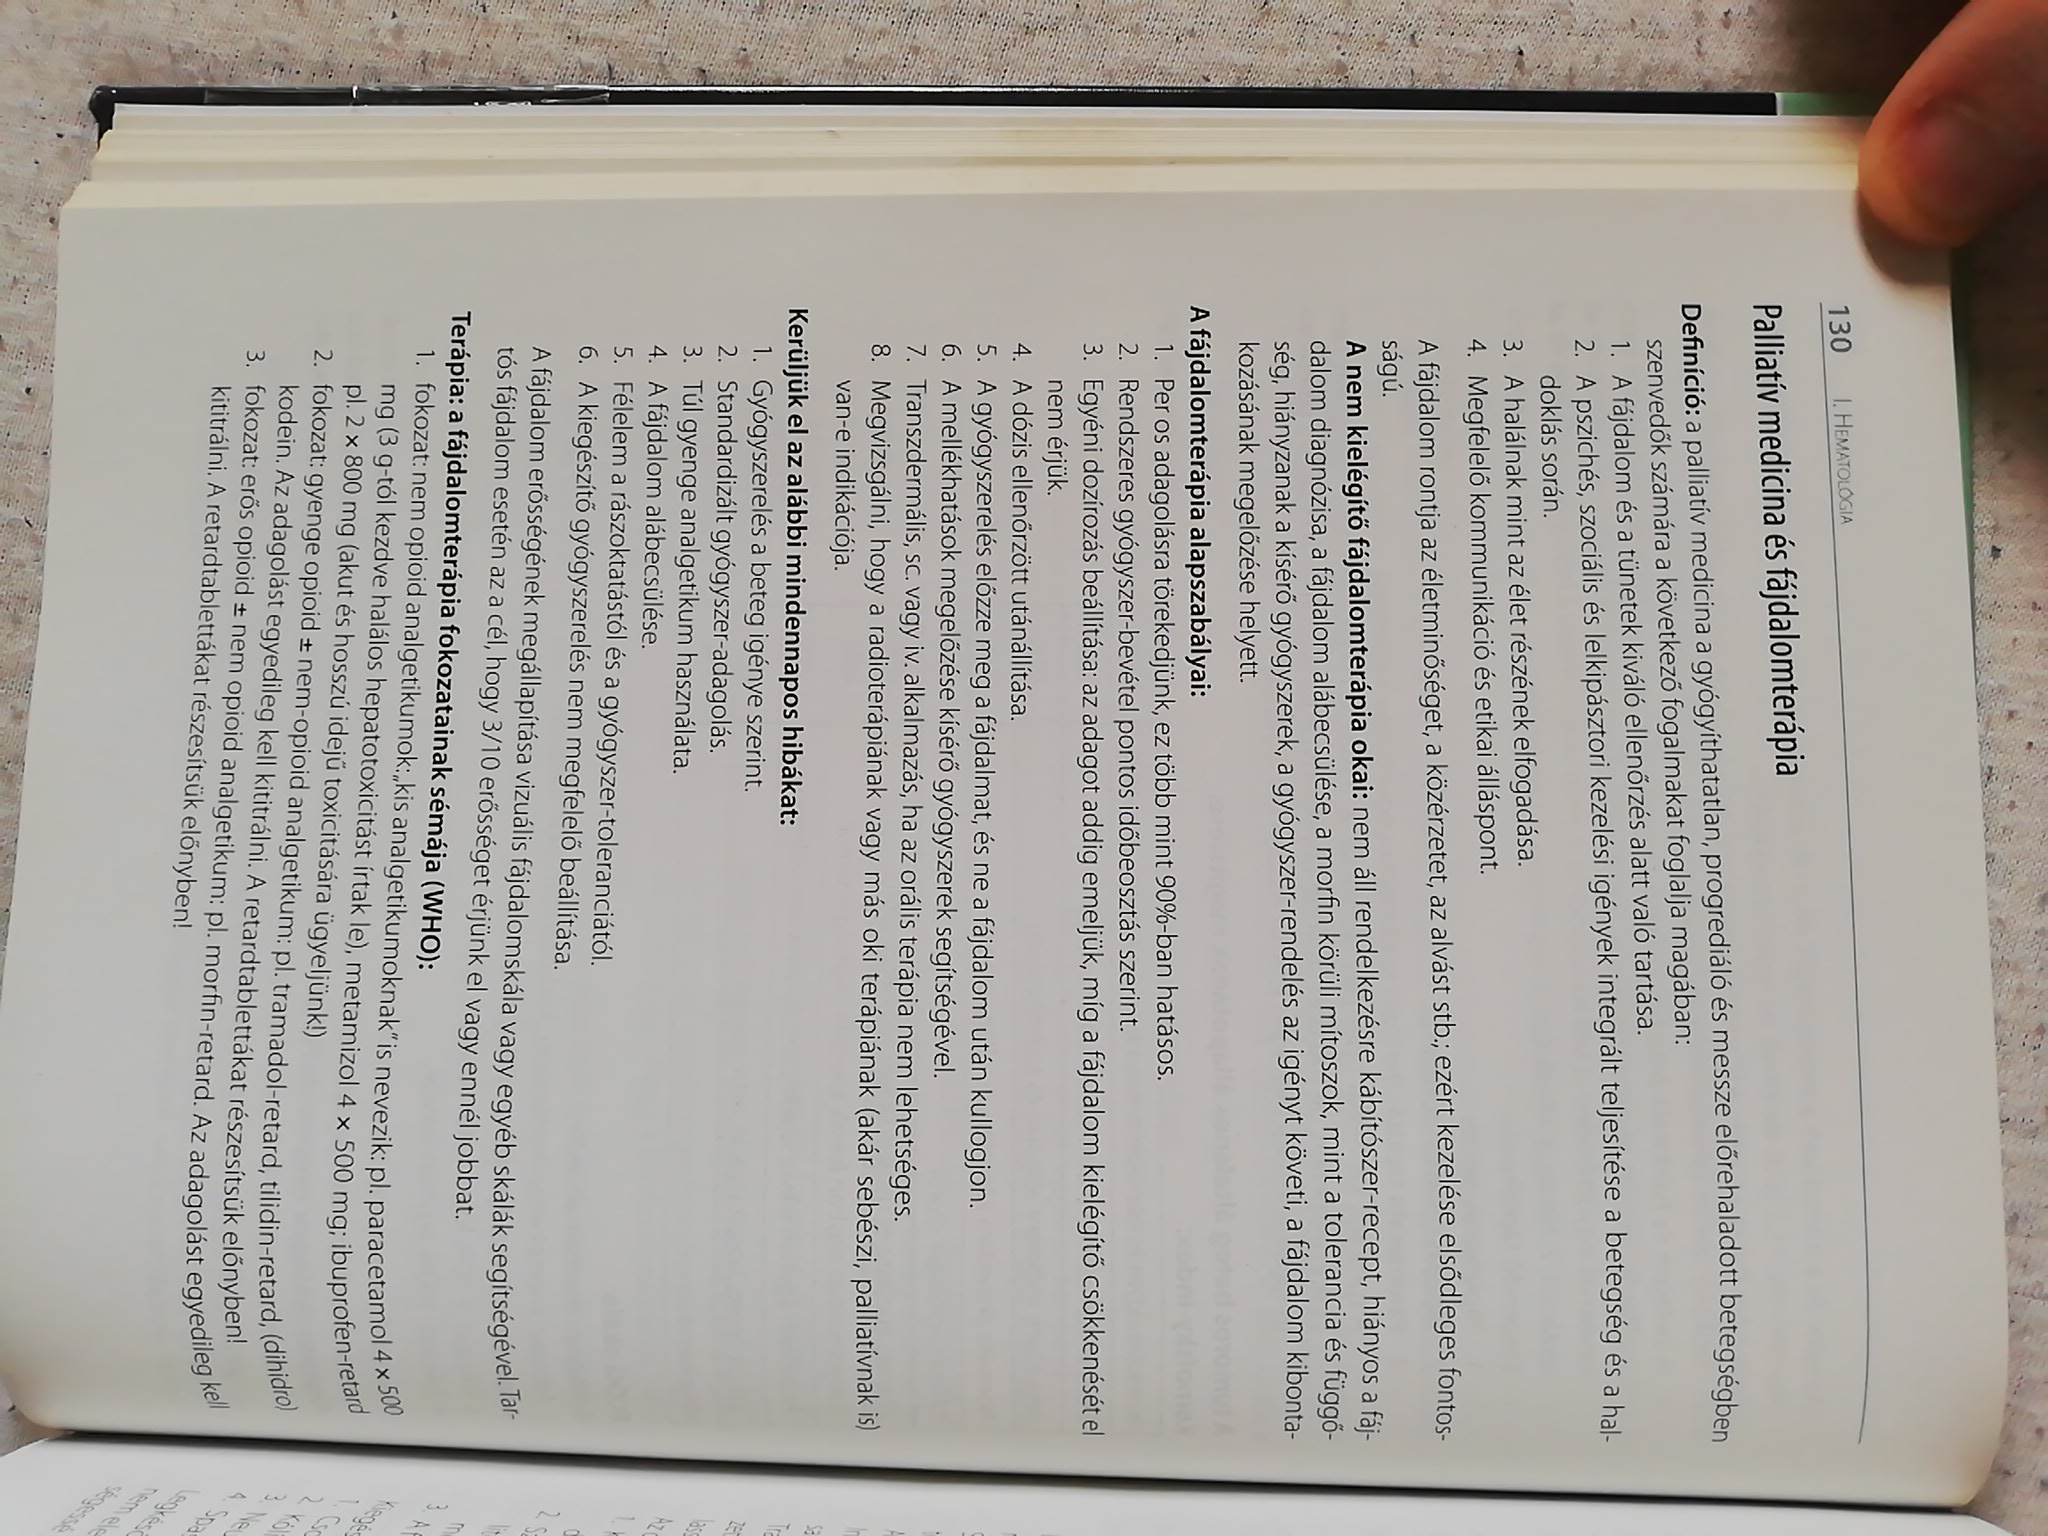 130 I. HEMATOLÓGIA
Palliatív medicina és fájdalomterápia
Definíció: a palliatív medicina a gyógyíthatatlan, progrediáló és messze előrehaladott betegségben
szenvedők számára a következő fogalmakat foglalja magában:
1. A fájdalom és a tünetek kiváló ellenőrzés alatt való tartása.
2. A pszichés, szociális és lelkipásztori kezelési igények integrált teljesítése a betegség és a hal-
doklás során.
3. A halálnak mint az élet részének elfogadása.
4. Megfelelő kommunikáció és etikai álláspont.
A fájdalom rontja az életminőséget, a közérzetet, az alvást stb.; ezért kezelése elsődleges fontos-
ságú.
A nem kielégítő fájdalomterápia okai: nem áll rendelkezésre kábítószer-recept, hiányos a fáj-
dalom diagnózisa, a fájdalom alábecsülése, a morfin körüli mítoszok, mint a tolerancia és függő-
ség, hiányzanak a kísérő gyógyszerek, a gyógyszer-rendelés az igényt követi, a fájdalom kibonta-
kozásának megelőzése helyett.
A fájdalomterápia alapszabályai:
1. Per os adagolásra törekedjünk, ez több mint 90%-ban hatásos.
2. Rendszeres gyógyszer-bevétel pontos időbeosztás szerint.
3. Egyéni dozírozás beállítása: az adagot addig emeljük, míg a fájdalom kielégítő csökkenését el
nem érjük.
4. A dózis ellenőrzött utánállítása.
5. A gyógyszerelés előzze meg a fájdalmat, és ne a fájdalom után kullogjon.
6. A mellékhatások megelőzése kísérő gyógyszerek segítségével.
7. Transzdermális, sc. vagy iv. alkalmazás, ha az orális terápia nem lehetséges.
8. Megvizsgálni, hogy a radioterápiának vagy más oki terápiának (akár sebészi, palliatívnak is)
van-e indikációja.
Kerüljük el az alábbi mindennapos hibákat:
1. Gyógyszerelés a beteg igénye szerint.
2. Standardizált gyógyszer-adagolás.
3. Túl gyenge analgetikum használata.
4. A fájdalom alábecsülése.
5. Félelem a rászoktatástól és a gyógyszer-toleranciától.
6. A kiegészítő gyógyszerelés nem megfelelő beállítása.
A fájdalom erősségének megállapítása vizuális fájdalomskála vagy egyéb skálák segítségével. Tar-
tós fájdalom esetén az a cél, hogy 3/10 erősséget érjünk el vagy ennél jobbat.
Terápia: a fájdalomterápia fokozatainak sémája (WHO):
1. fokozat: nem opioid analgetikumok: „kis analgetikumoknak” is nevezik: pl. paracetamol 4 x 500
mg (3 g-tól kezdve halálos hepatotoxicitást írtak le), metamizol 4 x 500 mg; ibuprofen-retard
pl. 2 x 800 mg (akut és hosszú idejű toxicitására ügyeljünk!)
2. fokozat: gyenge opioid ± nem-opioid analgetikum: pl. tramadol-retard, tilidin-retard, (dihidro)
kodein. Az adagolást egyedileg kell kititrálni. A retardtablettákat részesítsük előnyben!
3. fokozat: erős opioid ± nem opioid analgetikum: pl. morfin-retard. Az adagolást egyedileg kell
kititrálni. A retardtablettákat részesítsük előnyben!